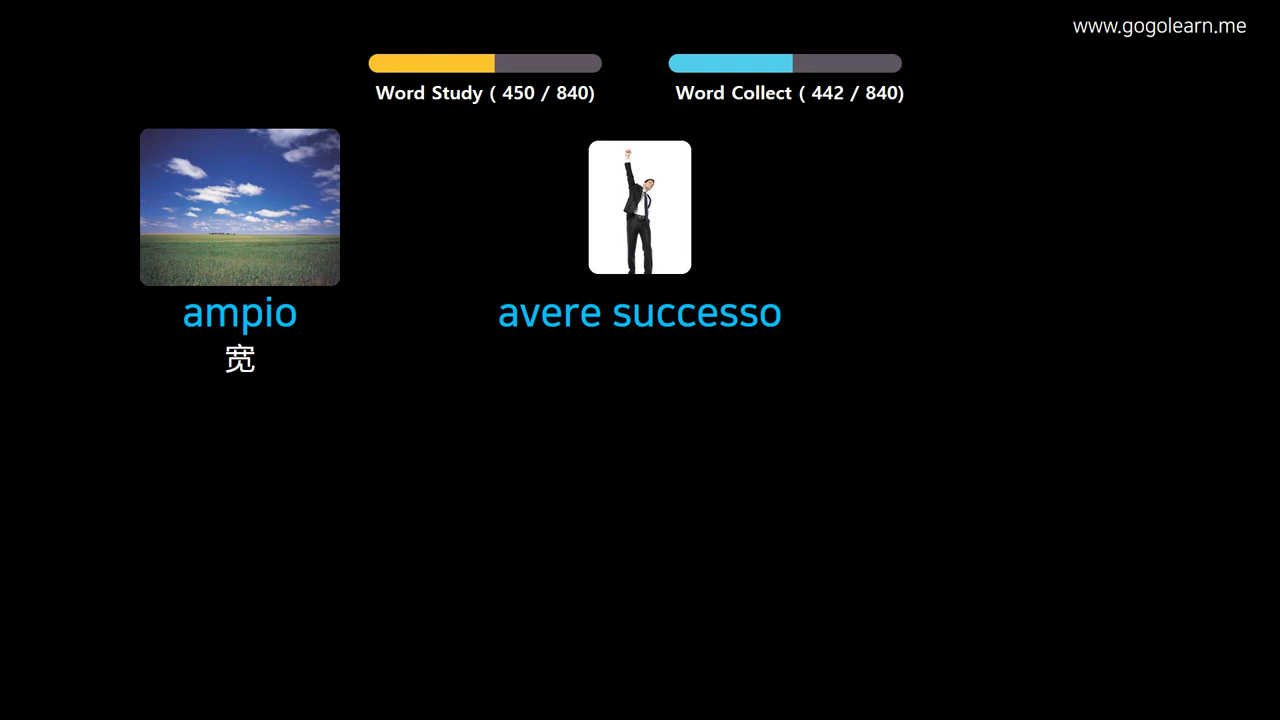 www.gogolearn.me
Word Study ( 450 / 840)
Word Collect ( 442 / 840)
ampio
宽
avere successo